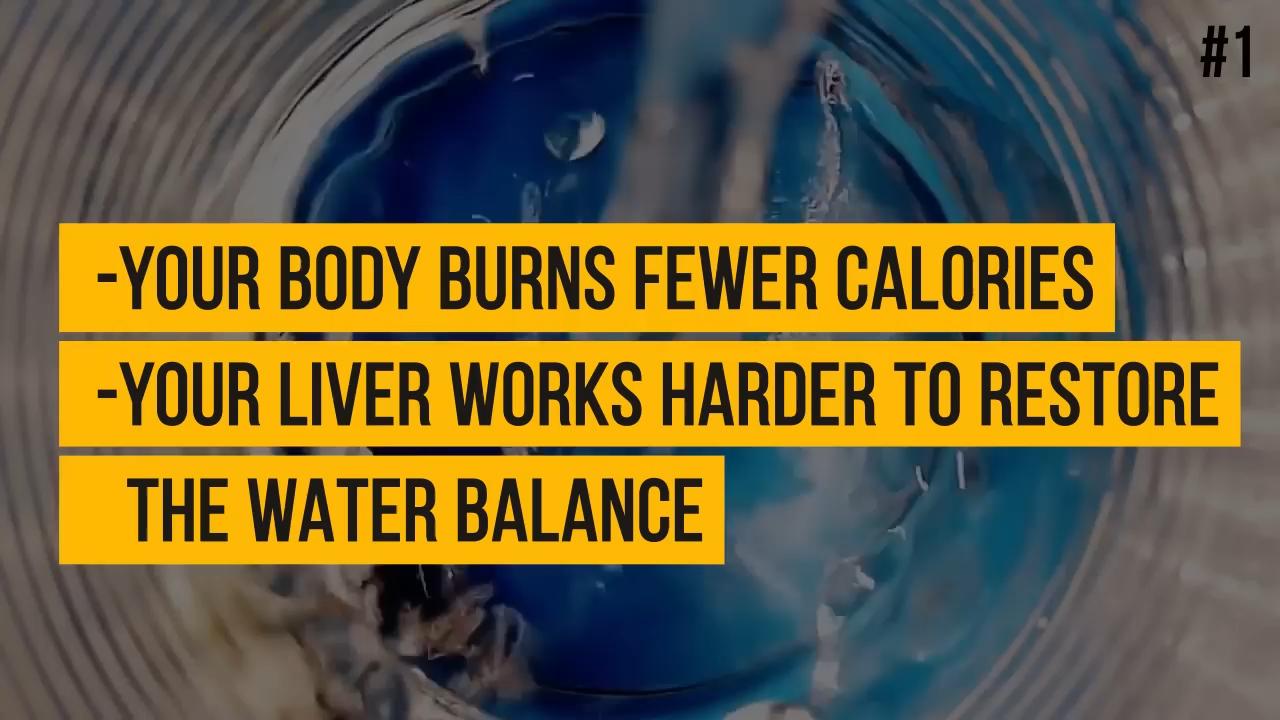 #1
-YOUR BODY BURNS FEWER CALORIES
-YOUR LIVER WORKS HARDER TO RESTORE
THE WATER BALANCE